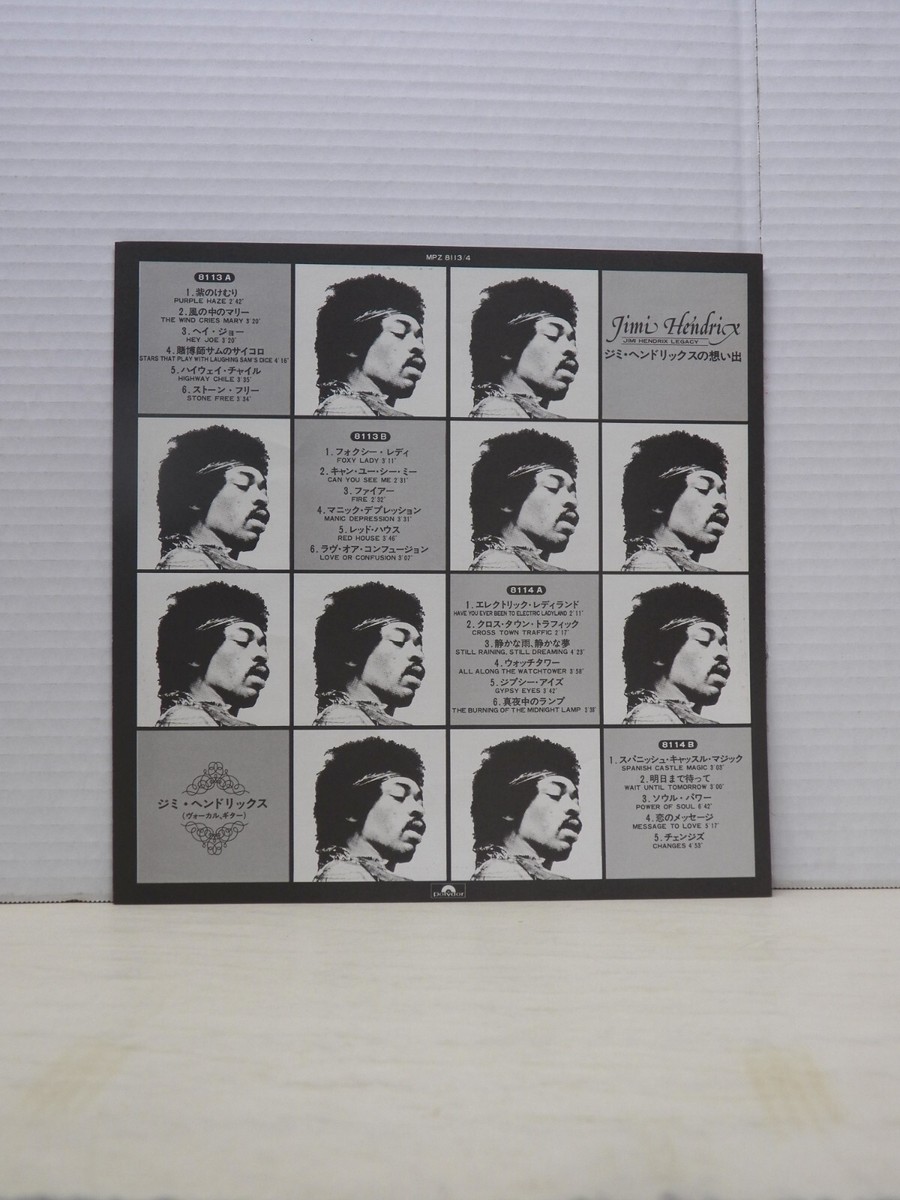 MPZ 8113/4
8113 A
1.紫のけむり
PURPLE HAZE 2'42"
2.風の中のマリー
THE WIND CRIES MARY 3'20"
3.ヘイ・ジョー
HEY JOE 3'20"
4.賭博師サムのサイコロ
STARS THAT PLAY WITH LAUGHING SAM'S DICE 4'16"
5.ハイウェイ・チャイル
HIGHWAY CHILE 3'35"
6.ストーン・フリー
STONE FREE 3'34"
Jimi Hendrix
JIMI HENDRIX LEGACY
ジミ・ヘンドリックスの想い出
8113 B
1.フォクシー・レディ
FOXY LADY 3'11"
2.キャン・ユー・シー・ミー
CAN YOU SEE ME 2'31"
3.ファイアー
FIRE 2'32"
4.マニック・デプレッション
MANIC DEPRESSION 3'31"
5.レッド・ハウス
RED HOUSE 3'46"
6.ラヴ・オア・コンフュージョン
LOVE OR CONFUSION 3'07"
8114 A
1.エレクトリック・レディランド
HAVE YOU EVER BEEN TO ELECTRIC LADYLAND 2'11"
2.クロス・タウン・トラフィック
CROSS TOWN TRAFFIC 2'17"
3.静かな雨、静かな夢
STILL RAINING, STILL DREAMING 4'23"
4.ウォッチタワー
ALL ALONG THE WATCHTOWER 3'58"
5.ジプシー・アイズ
GYPSY EYES 3'42"
6.真夜中のランプ
THE BURNING OF THE MIDNIGHT LAMP
ジミ・ヘンドリックス
(ヴォーカル,ギター)
8114 B
1.スパニッシュ・キャッスル・マジック
SPANISH CASTLE MAGIC 3'03"
2.明日まで待って
WAIT UNTIL TOMORROW 3'00"
3.ソウル・パワー
POWER OF SOUL 6'42"
4.恋のメッセージ
MESSAGE TO LOVE 5'17"
5.チェンジズ
CHANGES 4'53"
Polydor